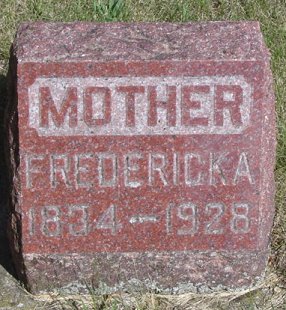 MOTHER
FREDERICKA
1834 – 1928